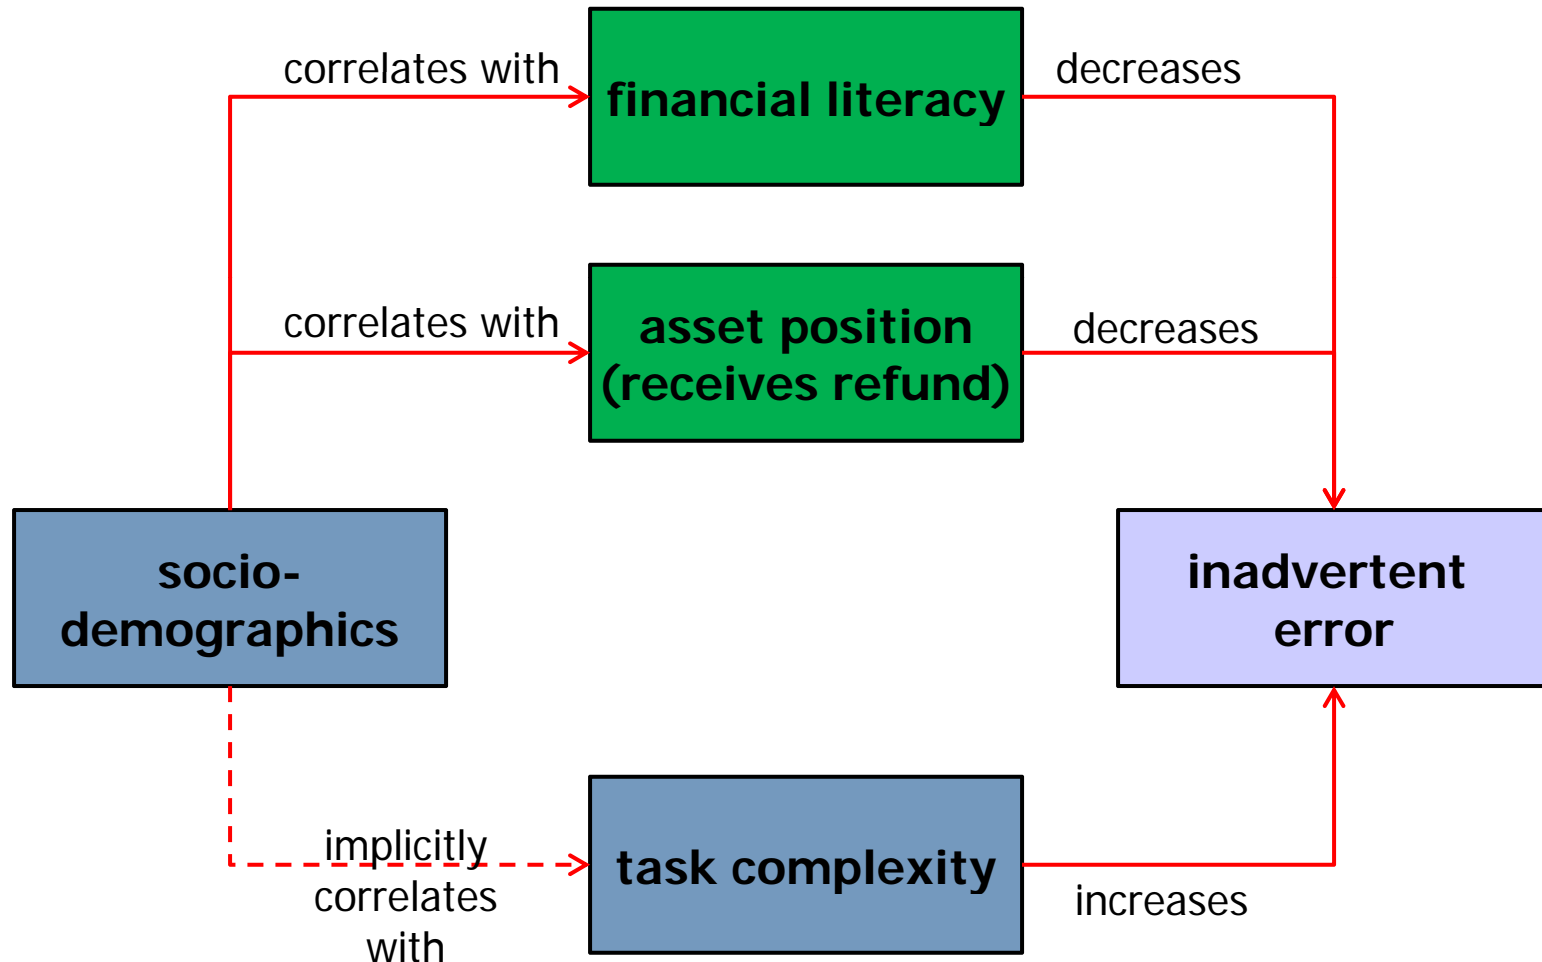 correlates with
financial literacy
decreases
correlates with
asset position
(receives refund)
decreases
socio-
demographics
inadvertent
error
implicitly
correlates
with
task complexity
increases